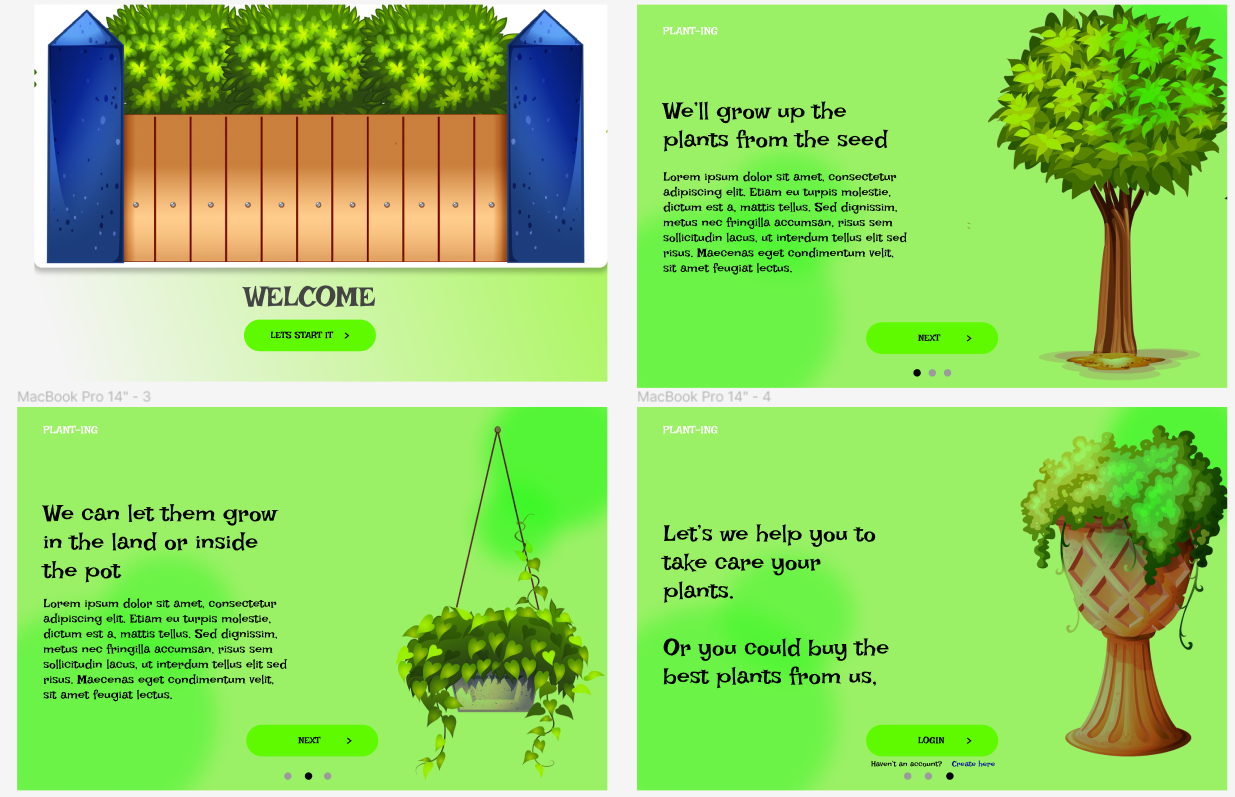 WELCOME
LETS START IT >
PLANT-ING
We'll grow up the
plants from the seed
Lorem ipsum dolor sit amet, consectetur
adipiscing elit. Etiam eu turpis molestie,
dictum est a, mattis tellus. Sed dignissim,
metus nec fringilla accumsan, risus sem
sollicitudin lacus, ut interdum tellus elit sed
risus. Maecenas eget condimentum velit,
sit amet feugiat lectus.
NEXT >
MacBook Pro 14" - 3
PLANT-ING
We can let them grow
in the land or inside
the pot
Lorem ipsum dolor sit amet, consectetur
adipiscing elit. Etiam eu turpis molestie,
dictum est a, mattis tellus. Sed dignissim,
metus nec fringilla accumsan, risus sem
sollicitudin lacus, ut interdum tellus elit sed
risus. Maecenas eget condimentum velit,
sit amet feugiat lectus.
NEXT >
MacBook Pro 14" - 4
PLANT-ING
Let's we help you to
take care your
plants.
Or you could buy the
best plants from us,
LOGIN >
Haven't an account? Create here